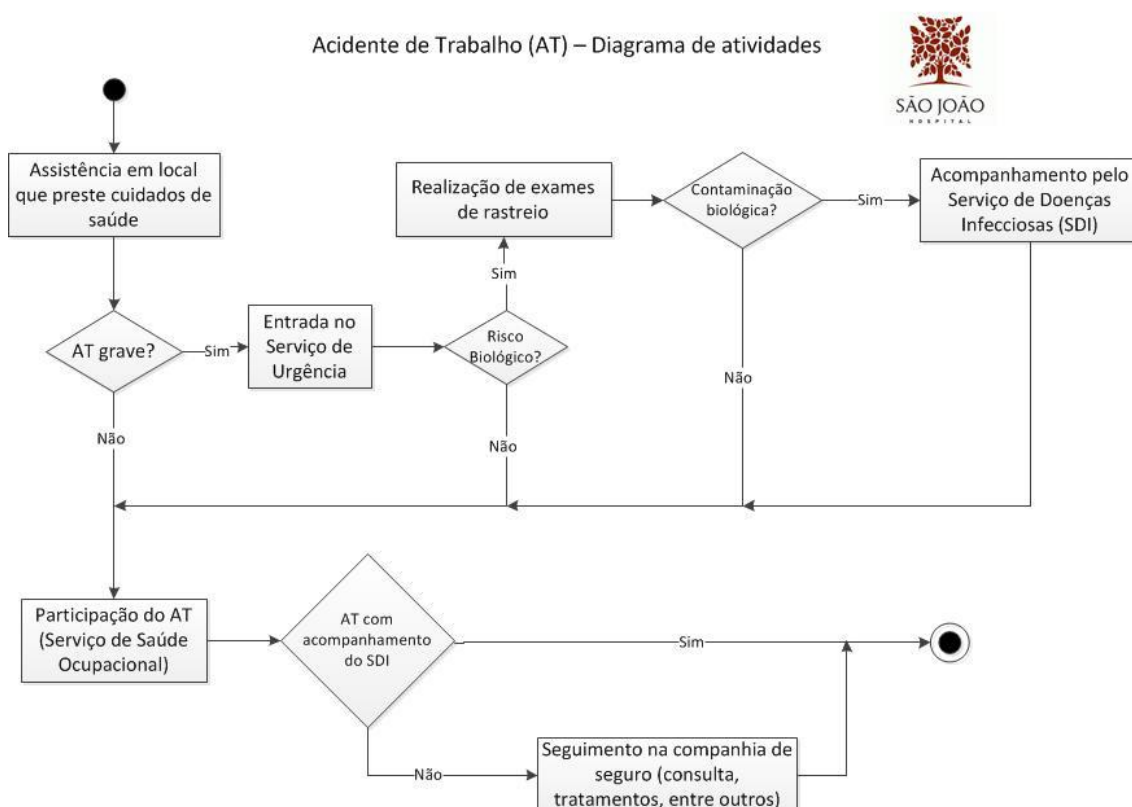 Acidente de Trabalho (AT) – Diagrama de atividades
SÃO JOÃO
HOSPITAL
Assistência em local
que preste cuidados de
saúde
Realização de exames
de rastreio
Contaminação
biológica?
Sim
Acompanhamento pelo
Serviço de Doenças
Infecciosas (SDI)
Sim
AT grave?
Sim
Entrada no
Serviço de
Urgência
Risco
Biológico?
Não
Não
Não
Participação do AT
(Serviço de Saúde
Ocupacional)
AT com
acompanhamento
do SDI
Sim
Não
Seguimento na companhia de
seguro (consulta,
tratamentos, entre outros)